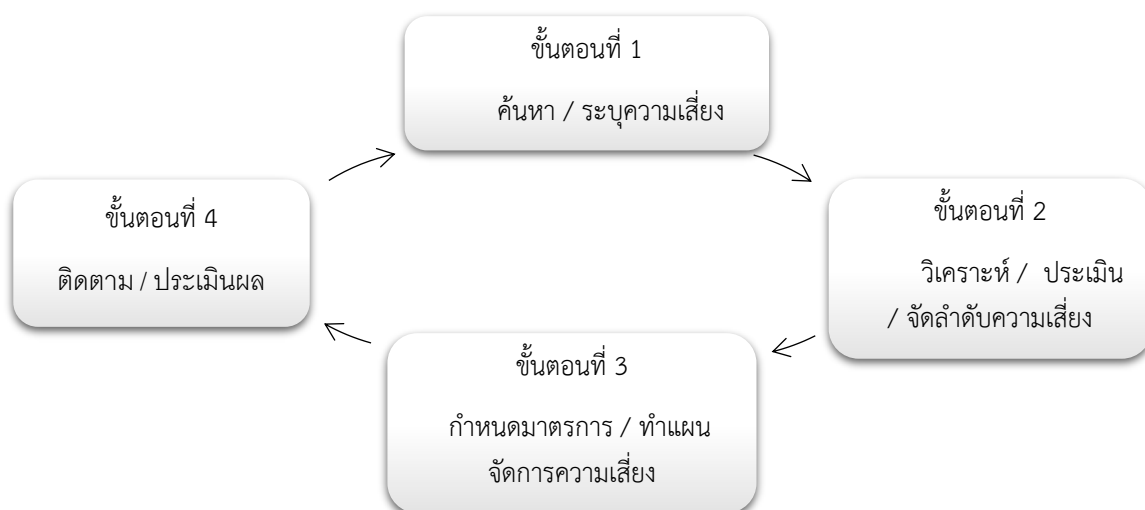 ขั้นตอนที่ 1
ค้นหา / ระบุความเสี่ยง
ขั้นตอนที่ 2
วิเคราะห์ / ประเมิน
/ จัดลำดับความเสี่ยง
ขั้นตอนที่ 3
กำหนดมาตรการ / ทำแผน
จัดการความเสี่ยง
ขั้นตอนที่ 4
ติดตาม / ประเมินผล